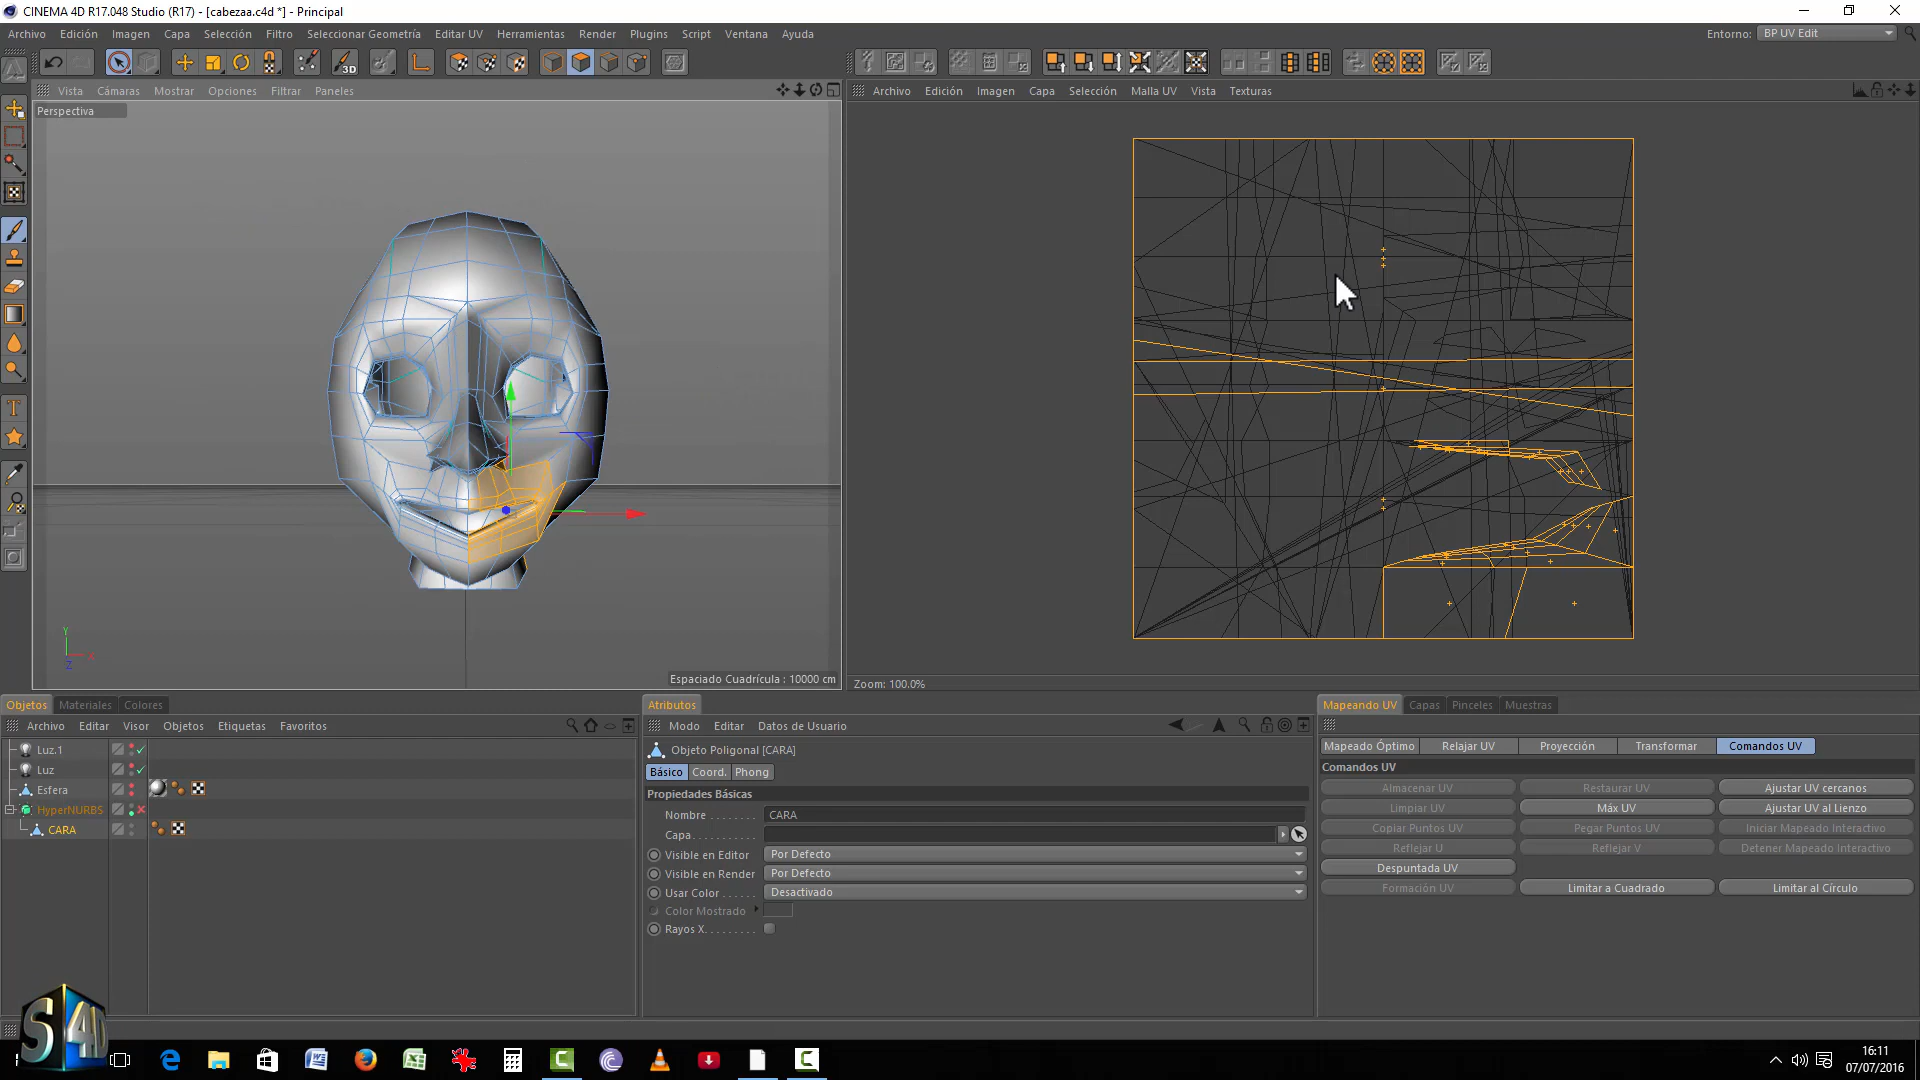 CINEMA 4D R17.048 Studio (R17) - [cabezaa.c4d *] - Principal
Archivo Edición Imagen Capa Selección Filtro Seleccionar Geometría Editar UV Herramientas Render Plugins Script Ventana Ayuda Entorno: BP UV Edit
3D
Vista Cámaras Mostrar Opciones Filtrar Paneles
Archivo Edición Imagen Capa Selección Malla UV Vista Texturas
Perspectiva
Y
X
Z
Espaciado Cuadrícula : 10000 cm
Zoom: 100.0%
Objetos Materiales Colores
Archivo Editar Visor Objetos Etiquetas Favoritos
Luz.1
Luz
Esfera
HyperNURBS
CARA
Atributos
Modo Editar Datos de Usuario
Objeto Poligonal [CARA]
Básico Coord. Phong
Propiedades Básicas
Nombre . . . . . . . CARA
Capa. . . . . . . . . . .
Visible en Editor Por Defecto
Visible en Render Por Defecto
Usar Color . . . . . . Desactivado
Color Mostrado
Rayos X. . . . . . . . .
Mapeando UV Capas Pinceles Muestras
Mapeado Óptimo Relajar UV Proyección Transformar Comandos UV
Comandos UV
Almacenar UV Restaurar UV Ajustar UV cercanos
Limpiar UV Máx UV Ajustar UV al Lienzo
Copiar Puntos UV Pegar Puntos UV Iniciar Mapeado Interactivo
Reflejar U Reflejar V Detener Mapeado Interactivo
Despuntada UV
Formación UV Limitar a Cuadrado Limitar al Círculo
S 4D
16:11
07/07/2016